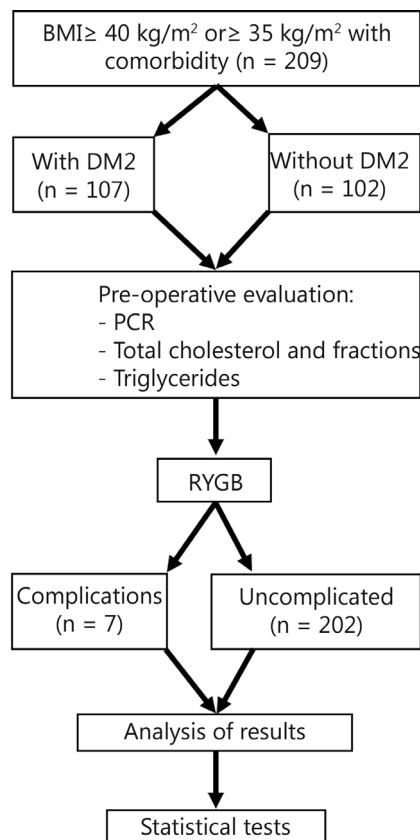 BMI≥ 40 kg/m² or≥ 35 kg/m² with
comorbidity (n = 209)
With DM2
(n = 107)
Without DM2
(n = 102)
Pre-operative evaluation:
- PCR
- Total cholesterol and fractions
- Triglycerides
RYGB
Complications
(n = 7)
Uncomplicated
(n = 202)
Analysis of results
Statistical tests